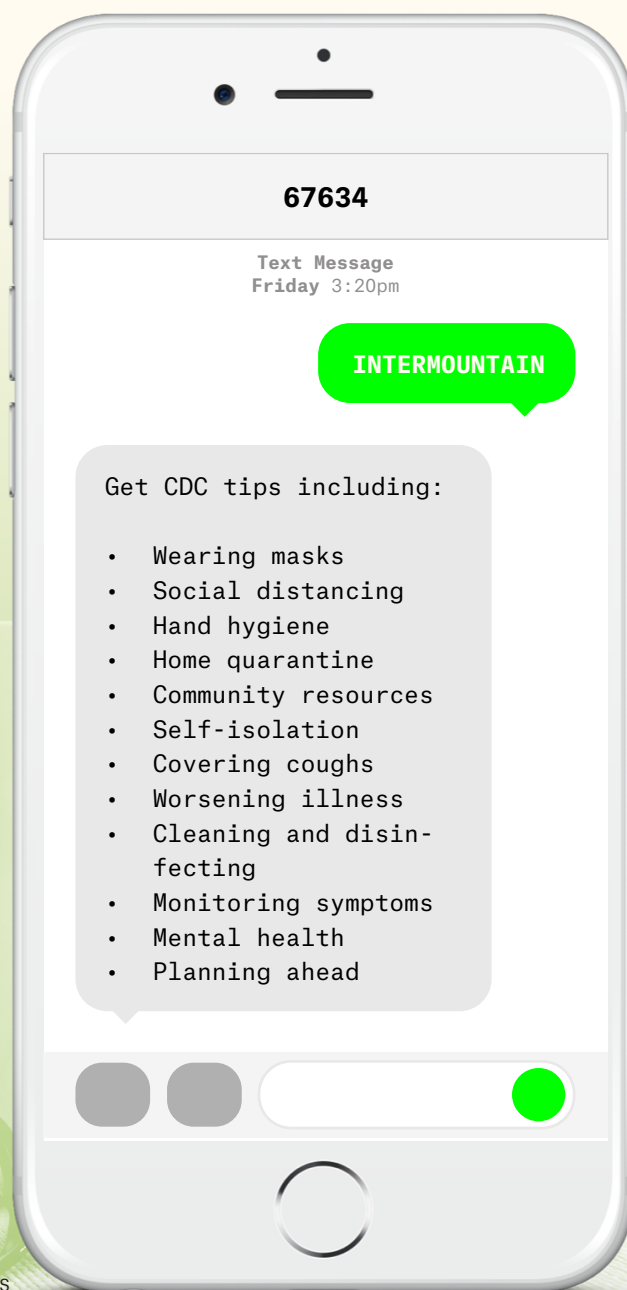 67634
Text Message
Friday 3:20pm
INTERMOUNTAIN
Get CDC tips including:
• Wearing masks
• Social distancing
• Hand hygiene
• Home quarantine
• Community resources
• Self-isolation
• Covering coughs
• Worsening illness
• Cleaning and disin-
fecting
• Monitoring symptoms
• Mental health
• Planning ahead
s